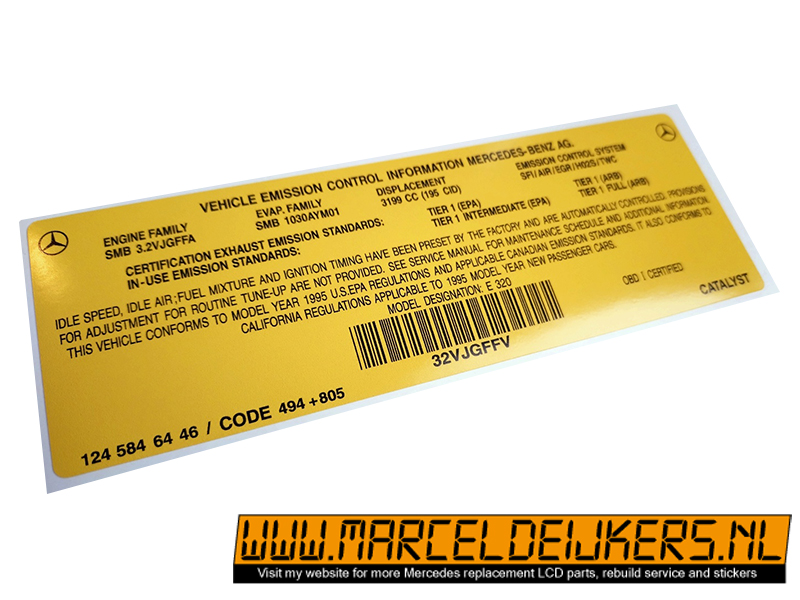 VEHICLE EMISSION CONTROL INFORMATION MERCEDES-BENZ AG.
ENGINE FAMILY EVAP. FAMILY DISPLACEMENT EMISSION CONTROL SYSTEM
SMB 3.2VJGFFA SMB 1030AYM01 3199 CC (195 CID) SFI/AIR/EGR/HO2S/TWC
CERTIFICATION EXHAUST EMISSION STANDARDS: TIER 1 (EPA) TIER 1 (ARB)
IN-USE EMISSION STANDARDS: TIER 1 INTERMEDIATE (EPA) TIER 1 FULL (ARB)
IDLE SPEED, IDLE AIR;FUEL MIXTURE AND IGNITION TIMING HAVE BEEN PRESET BY THE FACTORY AND ARE AUTOMATICALLY CONTROLLED. PROVISIONS
FOR ADJUSTMENT FOR ROUTINE TUNE-UP ARE NOT PROVIDED. SEE SERVICE MANUAL FOR MAINTENANCE SCHEDULE AND ADDITIONAL INFORMATION.
THIS VEHICLE CONFORMS TO MODEL YEAR 1995 U.S.EPA REGULATIONS AND APPLICABLE CANADIAN EMISSION STANDARDS. IT ALSO CONFORMS TO
CALIFORNIA REGULATIONS APPLICABLE TO 1995 MODEL YEAR NEW PASSENGER CARS.
MODEL DESIGNATION: E 320
OBD I CERTIFIED
CATALYST
32VJGFFV
124 584 64 46 / CODE 494+805
WWW.MARCELDEIJKERS.NL
Visit my website for more Mercedes replacement LCD parts, rebuild service and stickers